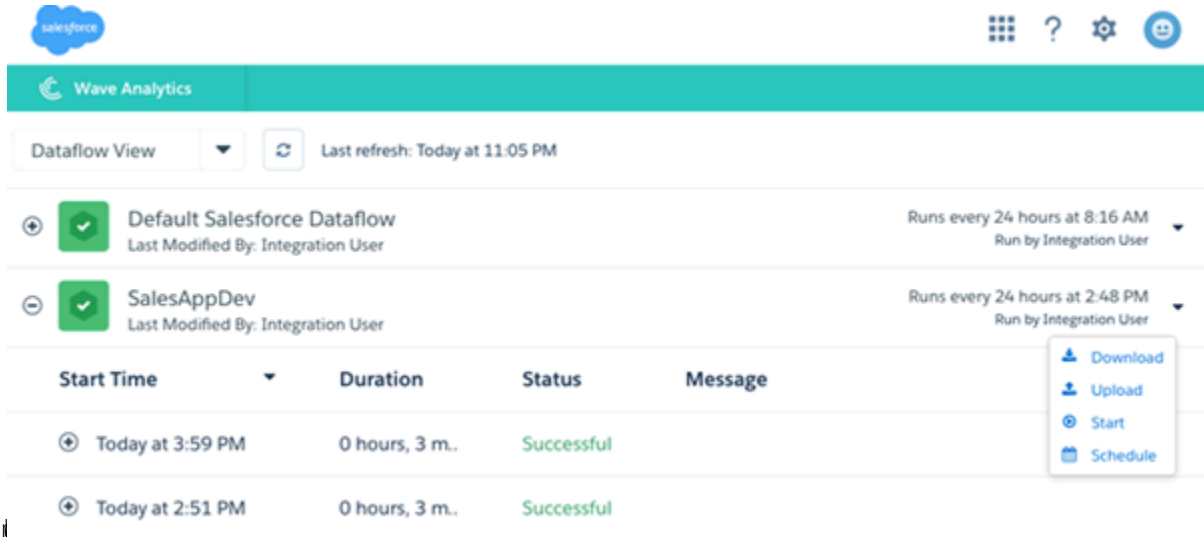 salesforce
?
Wave Analytics
Dataflow View
Last refresh: Today at 11:05 PM
Default Salesforce Dataflow
Runs every 24 hours at 8:16 AM
Last Modified By: Integration User
Run by Integration User
SalesAppDev
Runs every 24 hours at 2:48 PM
Last Modified By: Integration User
Run by Integration User
Download
Upload
Start
Schedule
Start Time Duration Status Message
Today at 3:59 PM 0 hours, 3 m.. Successful
Today at 2:51 PM 0 hours, 3 m.. Successful